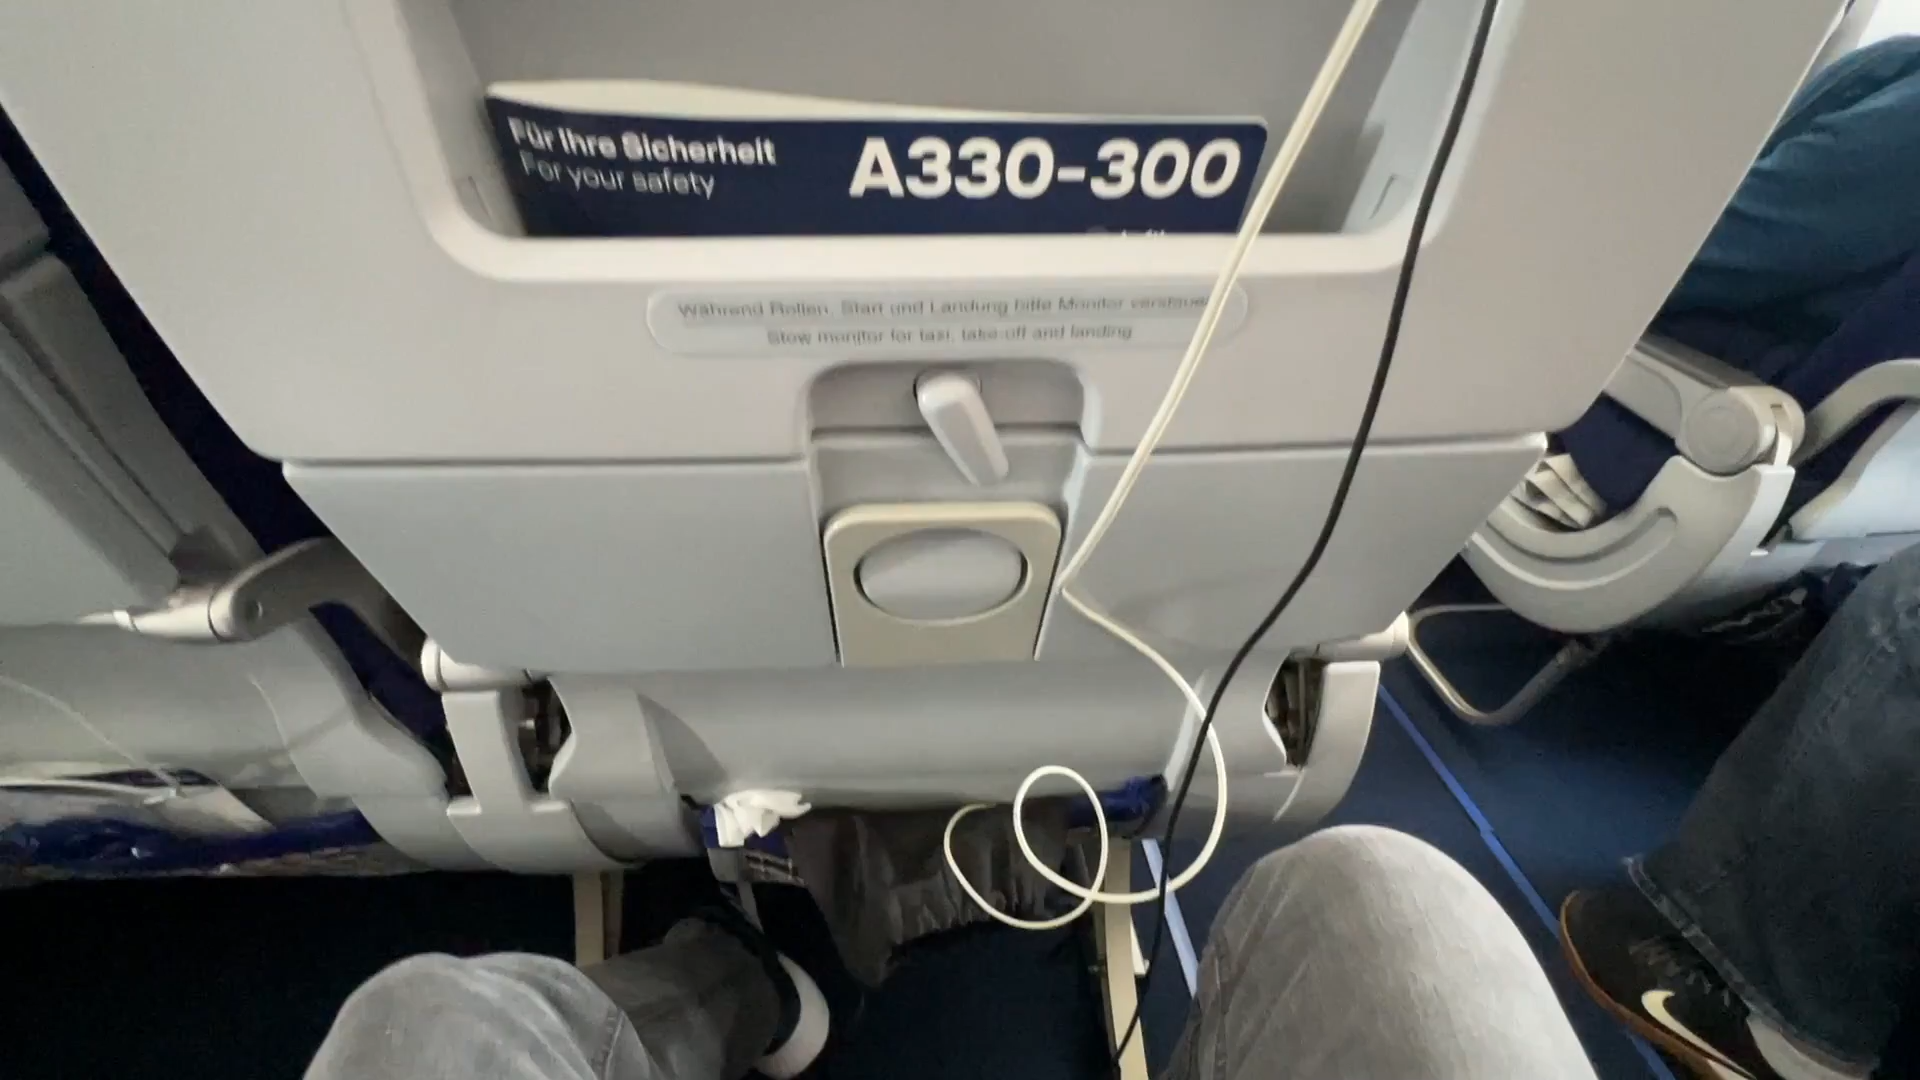 Für Ihre Sicherheit
For your safety
A330-300
Während Rollen, Start und Landung bitte Monitor verstauen
Stow monitor for taxi, take-off and landing